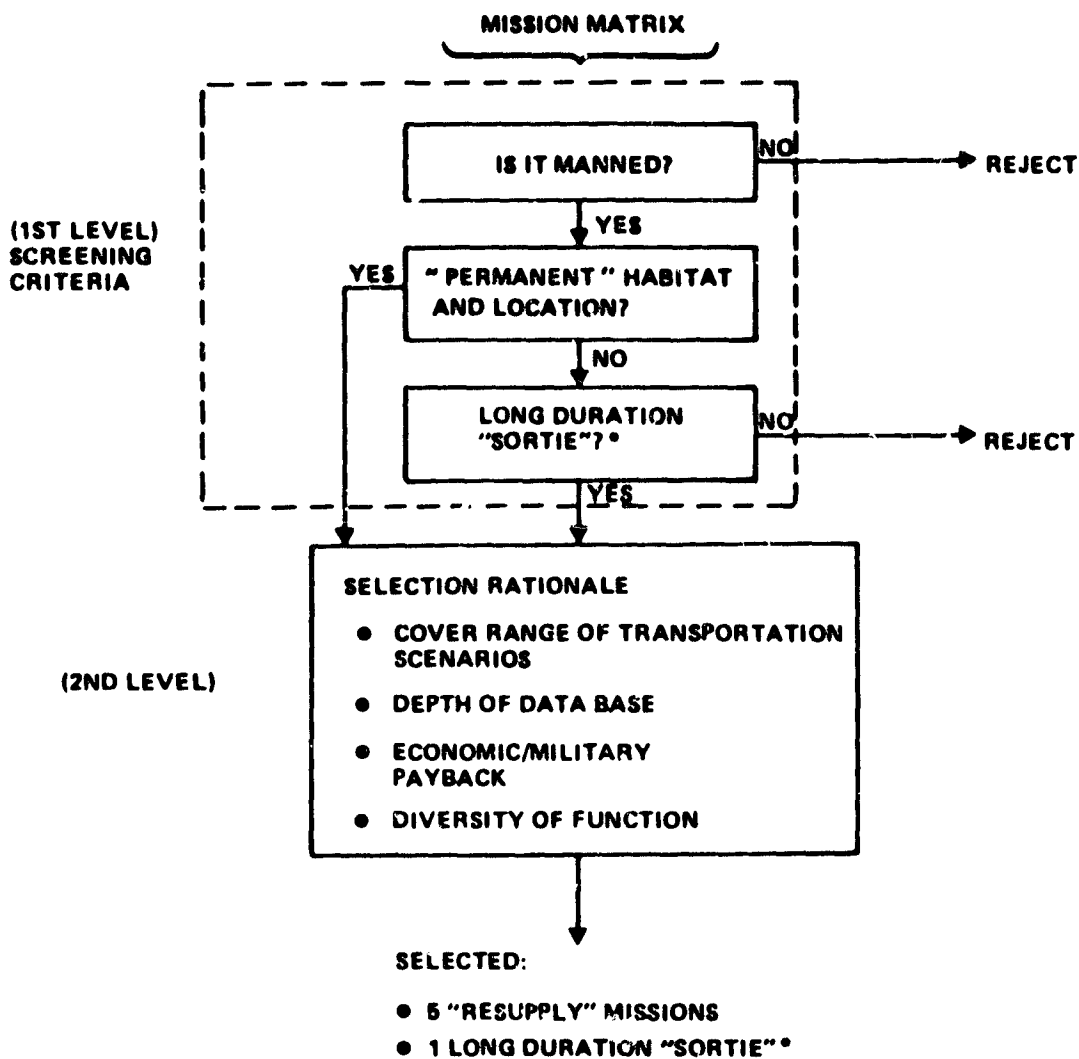 MISSION MATRIX
IS IT MANNED?
NO
REJECT
YES
(1ST LEVEL)
SCREENING
CRITERIA
YES
"PERMANENT" HABITAT
AND LOCATION?
NO
LONG DURATION
"SORTIE"?*
NO
REJECT
YES
SELECTION RATIONALE
● COVER RANGE OF TRANSPORTATION
SCENARIOS
(2ND LEVEL)
● DEPTH OF DATA BASE
● ECONOMIC/MILITARY
PAYBACK
● DIVERSITY OF FUNCTION
SELECTED:
● 5 "RESUPPLY" MISSIONS
● 1 LONG DURATION "SORTIE"*